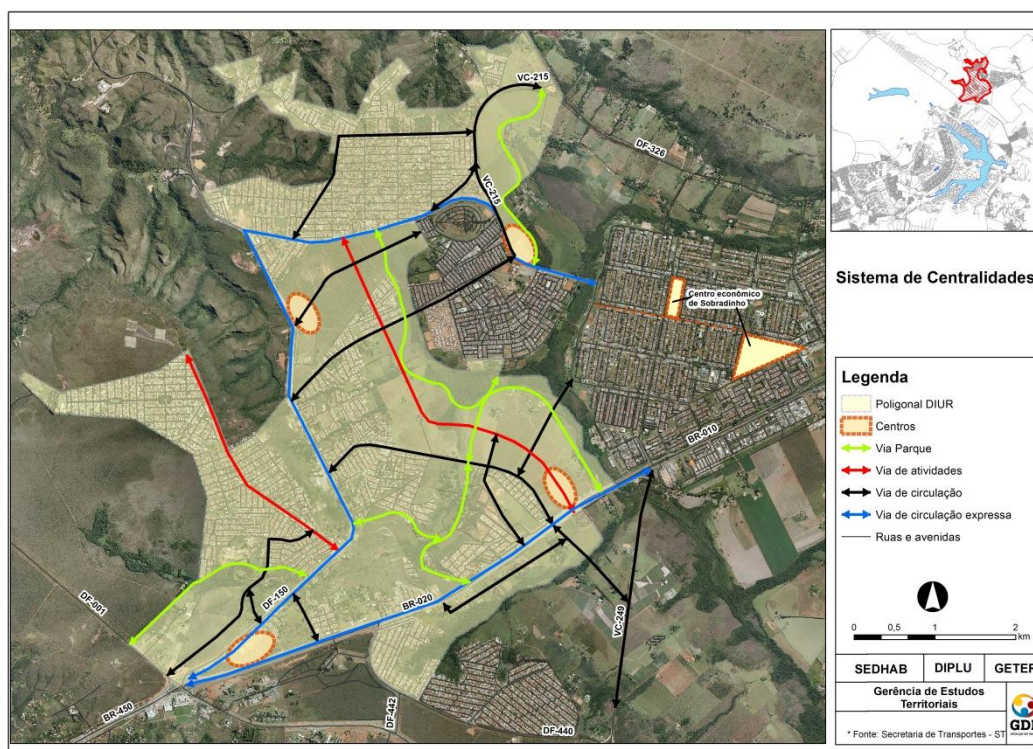 VC-215
DF-326
VC-215
Centro econômico
de Sobradinho
BR-010
DF-150
BR-020
DF-001
VC-249
BR-450
DF-442
DF-440
Sistema de Centralidades
Legenda
Poligonal DIUR
Centros
Via Parque
Via de atividades
Via de circulação
Via de circulação expressa
Ruas e avenidas
0 0,5 1 2
km
SEDHAB DIPLU GETER
Gerência de Estudos
Territoriais
* Fonte: Secretaria de Transportes - ST
GD